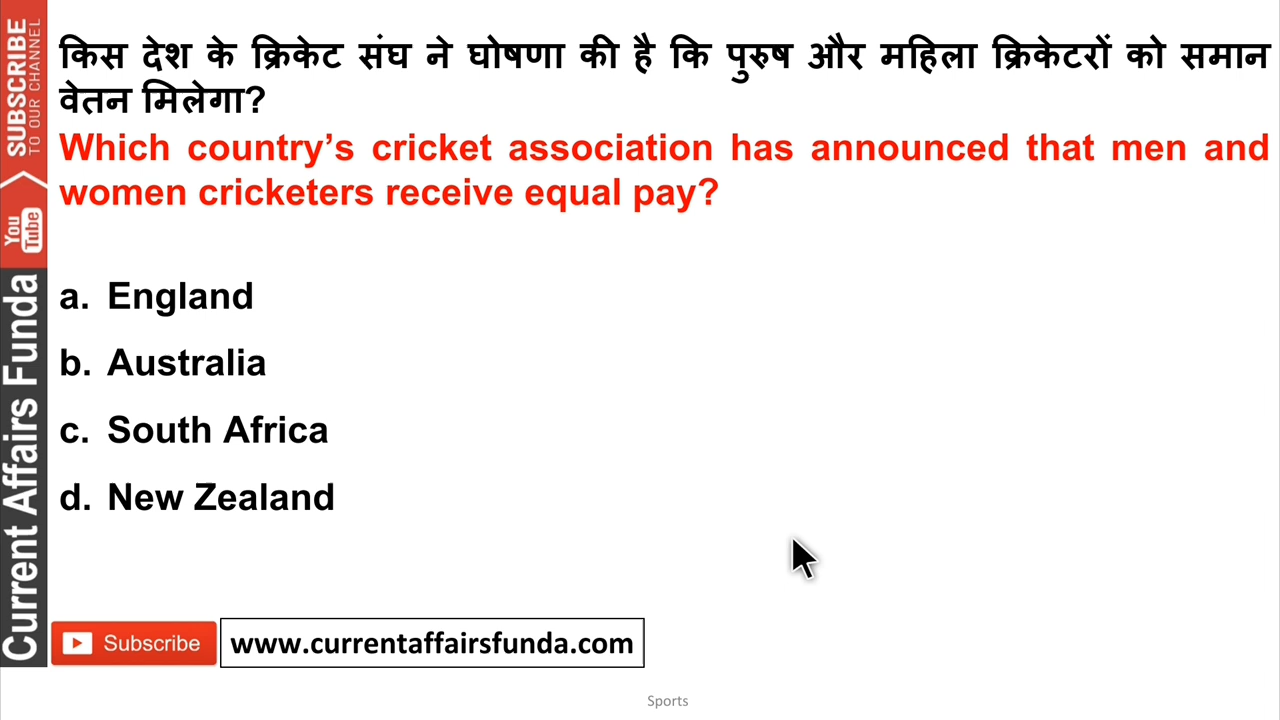 SUBSCRIBE
TO OUR CHANNEL
You
Tube
Current Affairs Funda
किस देश के क्रिकेट संघ ने घोषणा की है कि पुरुष और महिला क्रिकेटरों को समान
वेतन मिलेगा?
Which country’s cricket association has announced that men and
women cricketers receive equal pay?
a. England
b. Australia
c. South Africa
d. New Zealand
Subscribe
www.currentaffairsfunda.com
Sports